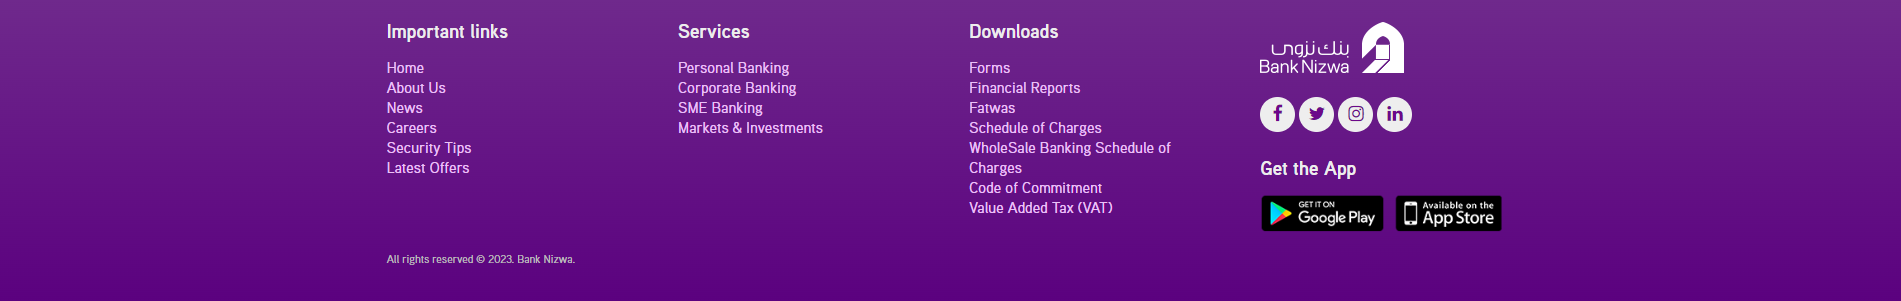 Important links
Home
About Us
News
Careers
Security Tips
Latest Offers
Services
Personal Banking
Corporate Banking
SME Banking
Markets & Investments
Downloads
Forms
Financial Reports
Fatwas
Schedule of Charges
WholeSale Banking Schedule of
Charges
Code of Commitment
Value Added Tax (VAT)
بنك نزوى
Bank Nizwa
Get the App
GET IT ON
Google Play
Available on the
App Store
All rights reserved © 2023. Bank Nizwa.